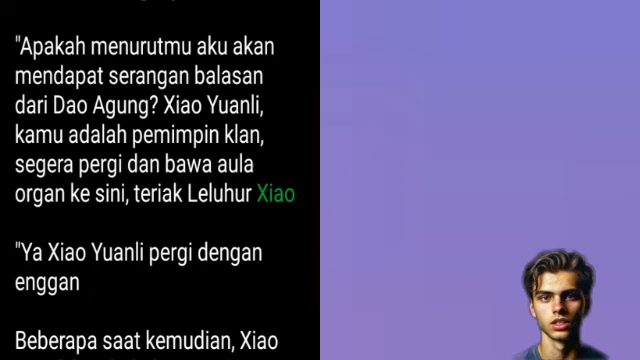 "Apakah menurutmu aku akan
mendapat serangan balasan
dari Dao Agung? Xiao Yuanli,
kamu adalah pemimpin klan,
segera pergi dan bawa aula
organ ke sini, teriak Leluhur Xiao
"Ya Xiao Yuanli pergi dengan
enggan
Beberapa saat kemudian, Xiao